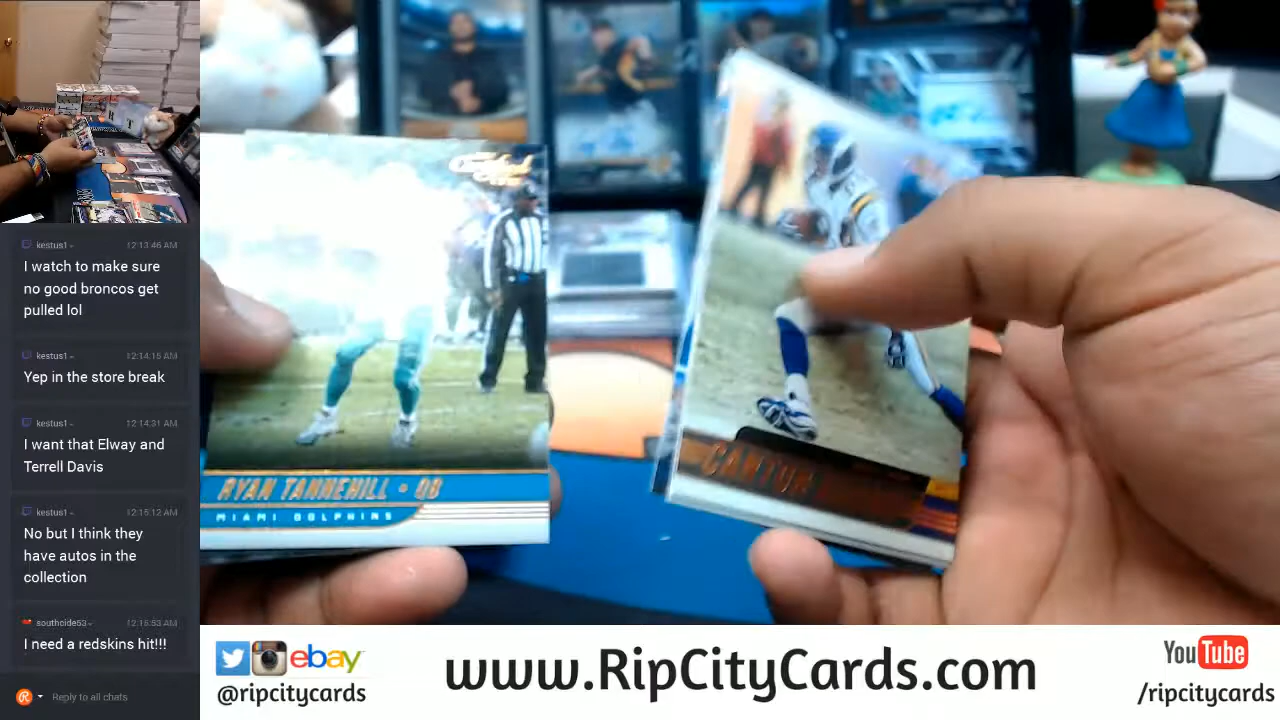 kestus1
12:13:46 AM
I watch to make sure
no good broncos get
pulled lol
kestus1
12:14:15 AM
Yep in the store break
kestus1
12:14:31 AM
I want that Elway and
Terrell Davis
kestus1
12:15:12 AM
No but I think they
have autos in the
collection
southcide63
12:15:53 AM
I need a redskins hit!!!
Reply to all chats
RYAN TANNEHILL • QB
MIAMI DOLPHINS
ebay
@ripcitycards
www.RipCityCards.com
YouTube
/ripcitycards